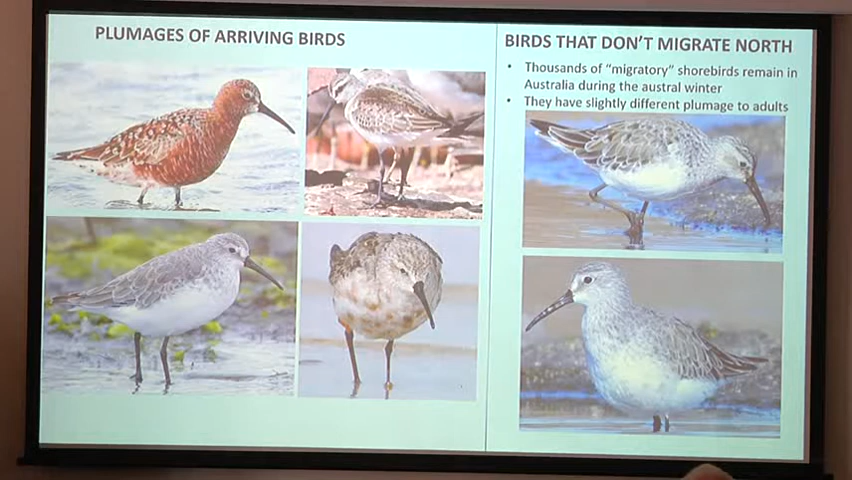 PLUMAGES OF ARRIVING BIRDS
BIRDS THAT DON'T MIGRATE NORTH
• Thousands of “migratory” shorebirds remain in
Australia during the austral winter
• They have slightly different plumage to adults